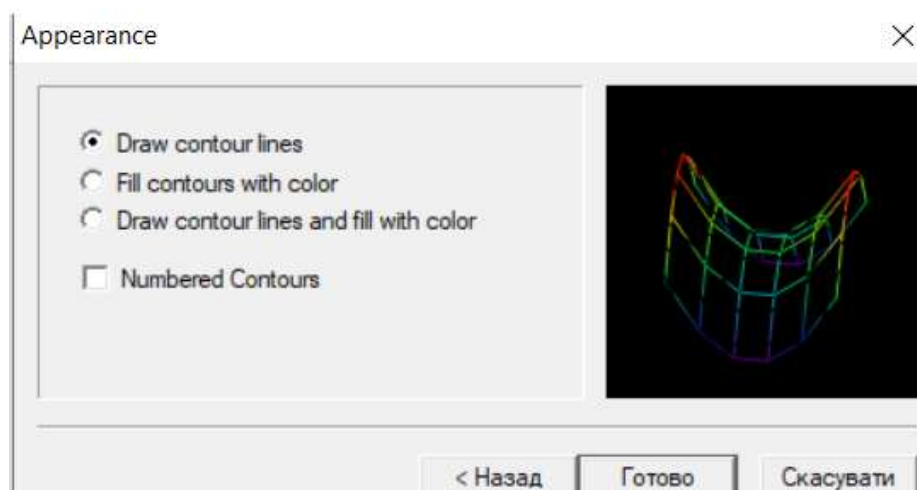 Appearance
Draw contour lines
Fill contours with color
Draw contour lines and fill with color
Numbered Contours
< Назад Готово Скасувати